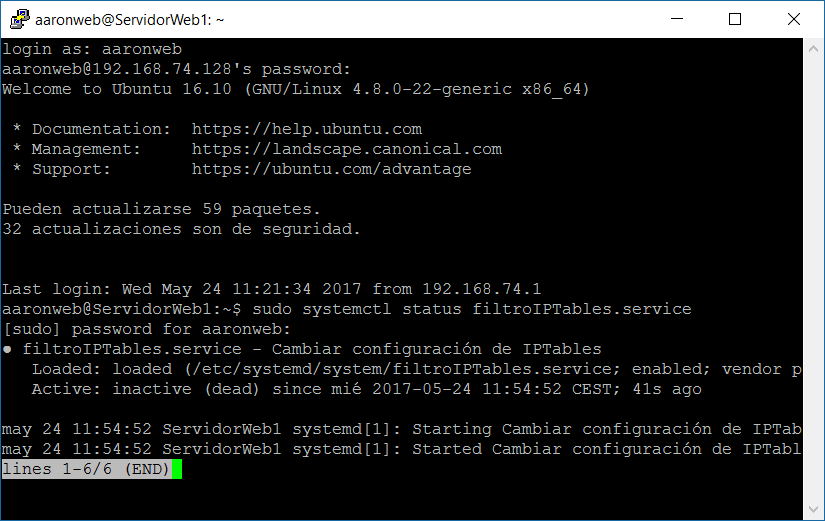 aaronweb@ServidorWeb1: ~
login as: aaronweb
aaronweb@192.168.74.128's password:
Welcome to Ubuntu 16.10 (GNU/Linux 4.8.0-22-generic x86_64)
* Documentation:  https://help.ubuntu.com
* Management:     https://landscape.canonical.com
* Support:        https://ubuntu.com/advantage
Pueden actualizarse 59 paquetes.
32 actualizaciones son de seguridad.
Last login: Wed May 24 11:21:34 2017 from 192.168.74.1
aaronweb@ServidorWeb1:~$ sudo systemctl status filtroIPTables.service
[sudo] password for aaronweb:
● filtroIPTables.service - Cambiar configuración de IPTables
Loaded: loaded (/etc/systemd/system/filtroIPTables.service; enabled; vendor p
Active: inactive (dead) since mié 2017-05-24 11:54:52 CEST; 41s ago
may 24 11:54:52 ServidorWeb1 systemd[1]: Starting Cambiar configuración de IPTab
may 24 11:54:52 ServidorWeb1 systemd[1]: Started Cambiar configuración de IPTabl
lines 1-6/6 (END)